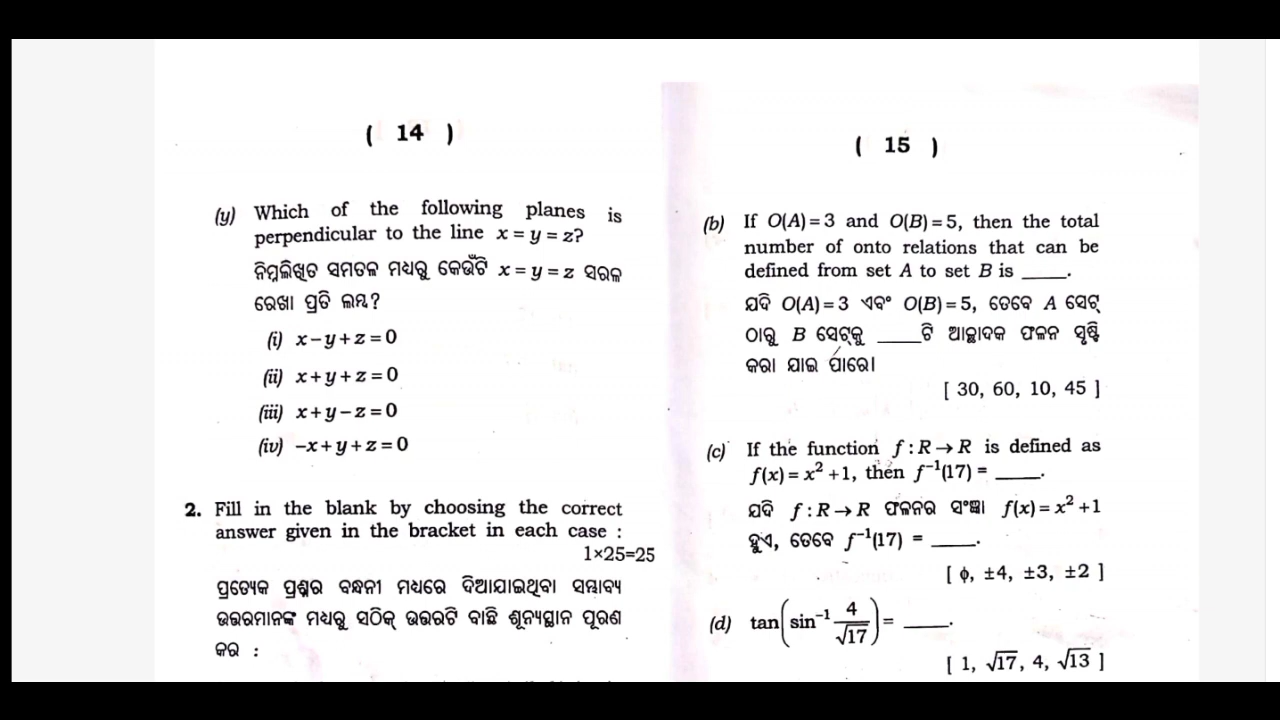 ( 14 )
(y) Which of the following planes is
perpendicular to the line x = y = z?
ନିମ୍ନଲିଖିତ ସମତଳ ମଧ୍ୟରୁ କେଉଁଟି x = y = z ସରଳ
ରେଖା ପ୍ରତି ଲମ୍ବ?
(i) x − y + z = 0
(ii) x + y + z = 0
(iii) x + y − z = 0
(iv) −x + y + z = 0
2. Fill in the blank by choosing the correct
answer given in the bracket in each case :
1×25=25
ପ୍ରତ୍ୟେକ ପ୍ରଶ୍ନର ବନ୍ଧନୀ ମଧ୍ୟରେ ଦିଆଯାଇଥିବା ସମ୍ଭାବ୍ୟ
ଉତ୍ତରମାନଙ୍କ ମଧ୍ୟରୁ ସଠିକ୍ ଉତ୍ତରଟି ବାଛି ଶୂନ୍ୟସ୍ଥାନ ପୂରଣ
କର :
( 15 )
(b) If O(A) = 3 and O(B) = 5, then the total
number of onto relations that can be
defined from set A to set B is ____.
ଯଦି O(A) = 3 ଏବଂ O(B) = 5, ତେବେ A ସେଟ୍
ଠାରୁ B ସେଟ୍‌କୁ ____ଟି ଆଚ୍ଛାଦକ ଫଳନ ସୃଷ୍ଟି
କରା ଯାଇ ପାରେ।
[ 30, 60, 10, 45 ]
(c) If the function f : R → R is defined as
f(x) = x² + 1, then f⁻¹(17) = ____.
ଯଦି f : R → R ଫଳନର ସଂଜ୍ଞା f(x) = x² + 1
ହୁଏ, ତେବେ f⁻¹(17) = ____.
[ ϕ, ±4, ±3, ±2 ]
(d) tan(sin⁻¹ 4/√17) = ____.
[ 1, √17, 4, √13 ]